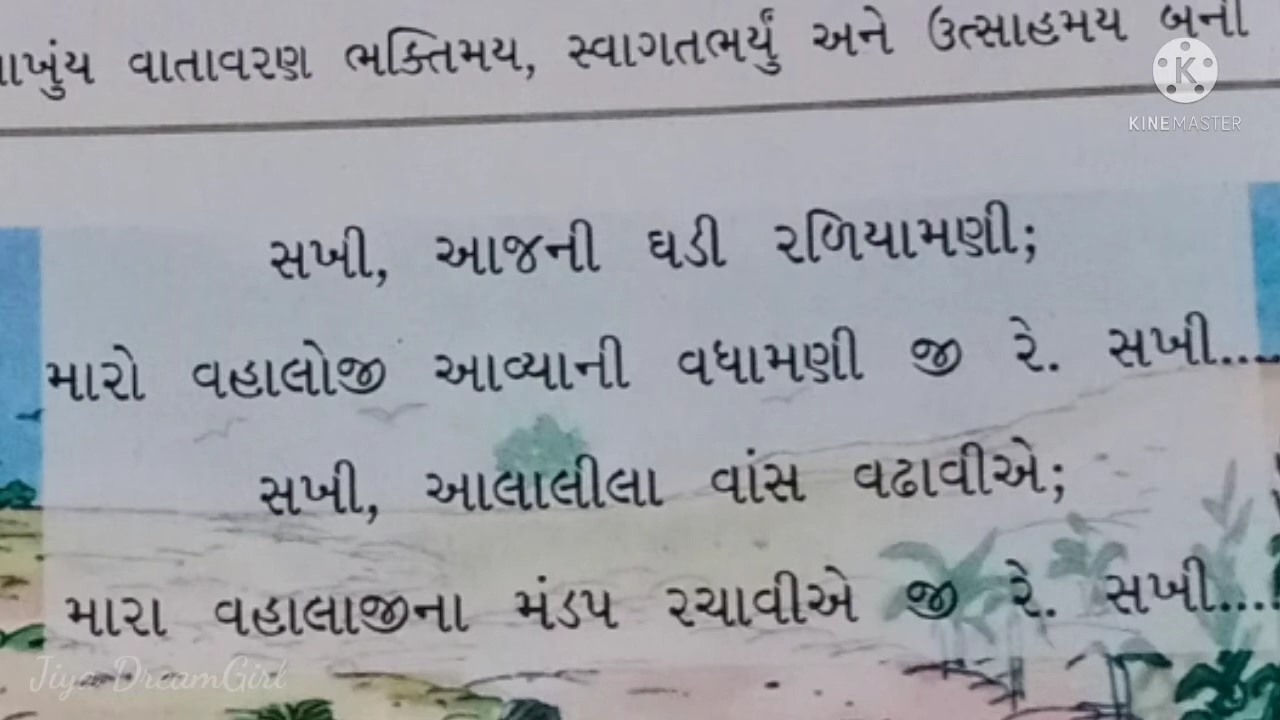 વાતાવરણ ભક્તિમય, સ્વાગતભર્યું અને ઉત્સાહમય બની
KINEMASTER
સખી, આજની ઘડી રળિયામણી;
મારો વહાલોજી આવ્યાની વધામણી જી રે. સખી....
સખી, આલાલીલા વાંસ વઢાવીએ;
મારા વહાલાજીના મંડપ રચાવીએ જી રે. સખી....
Jiya DreamGirl